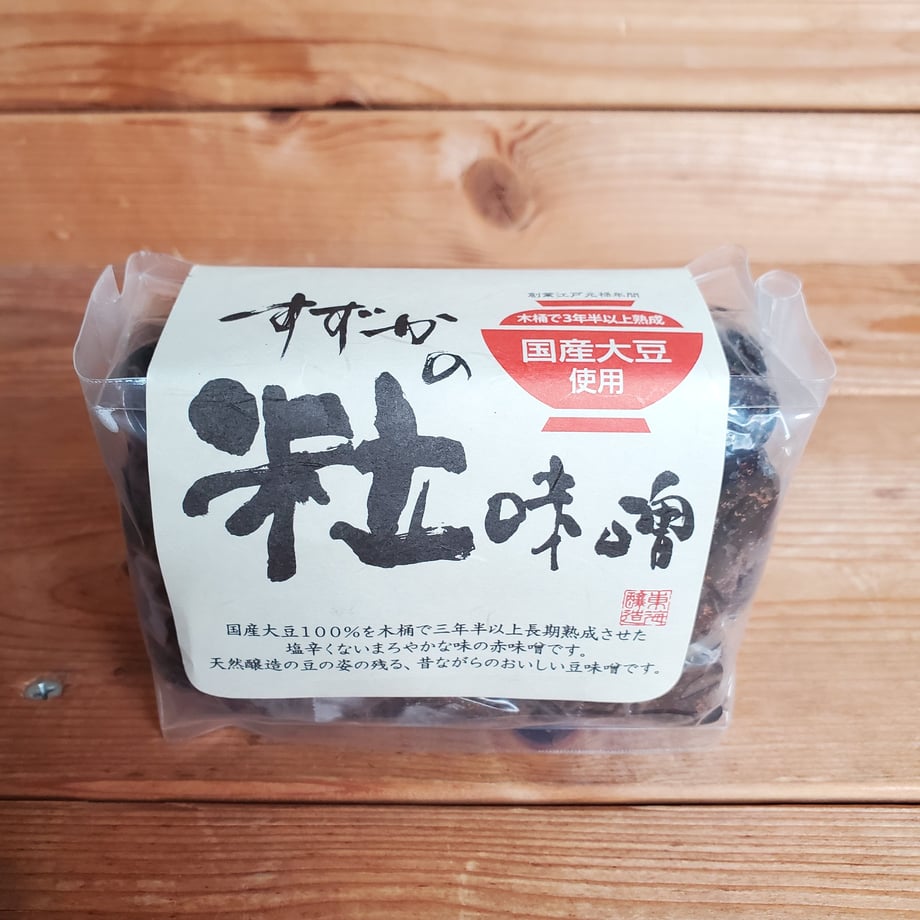 すずかの
粒味噌
創業江戸元禄年間
木桶で3年半以上熟成
国産大豆
使用
東海
醸造
国産大豆100%を木桶で三年半以上長期熟成させた
塩辛くないまろやかな味の赤味噌です。
天然醸造の豆の姿の残る、昔ながらのおいしい豆味噌です。